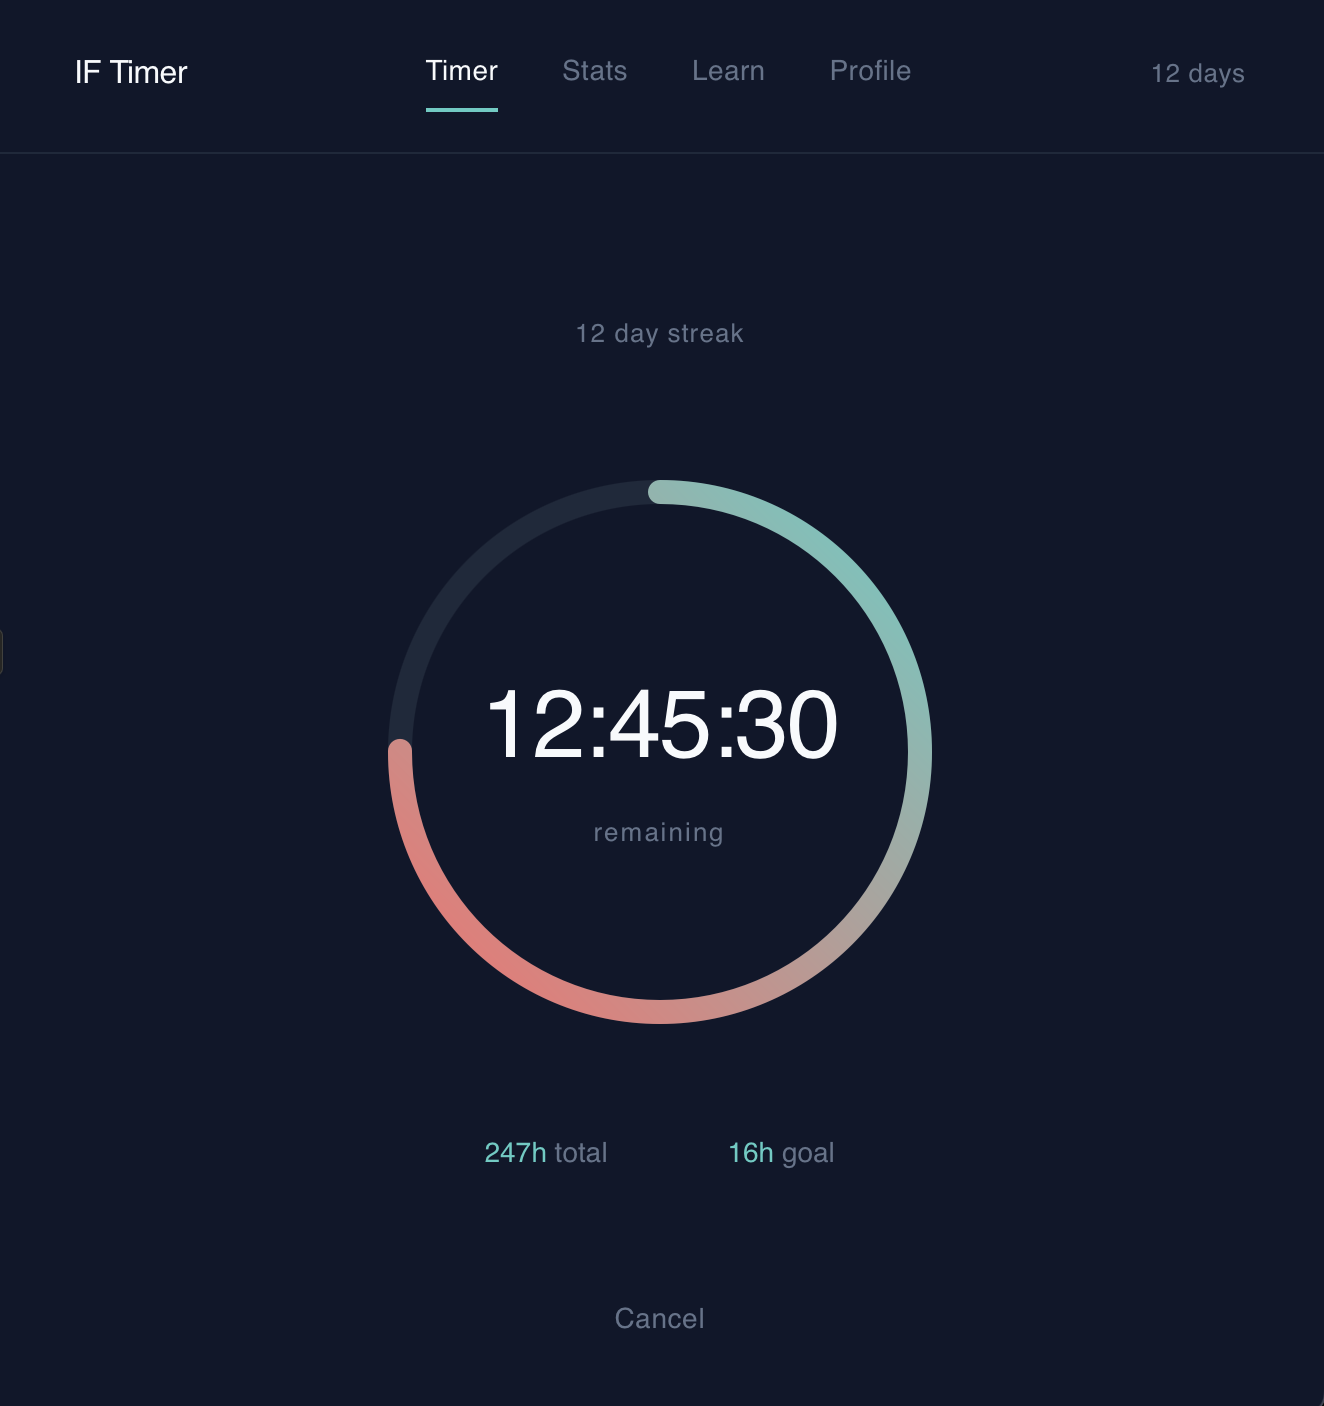 IF Timer
Timer Stats Learn Profile
12 days
12 day streak
12:45:30
remaining
247h total
16h goal
Cancel